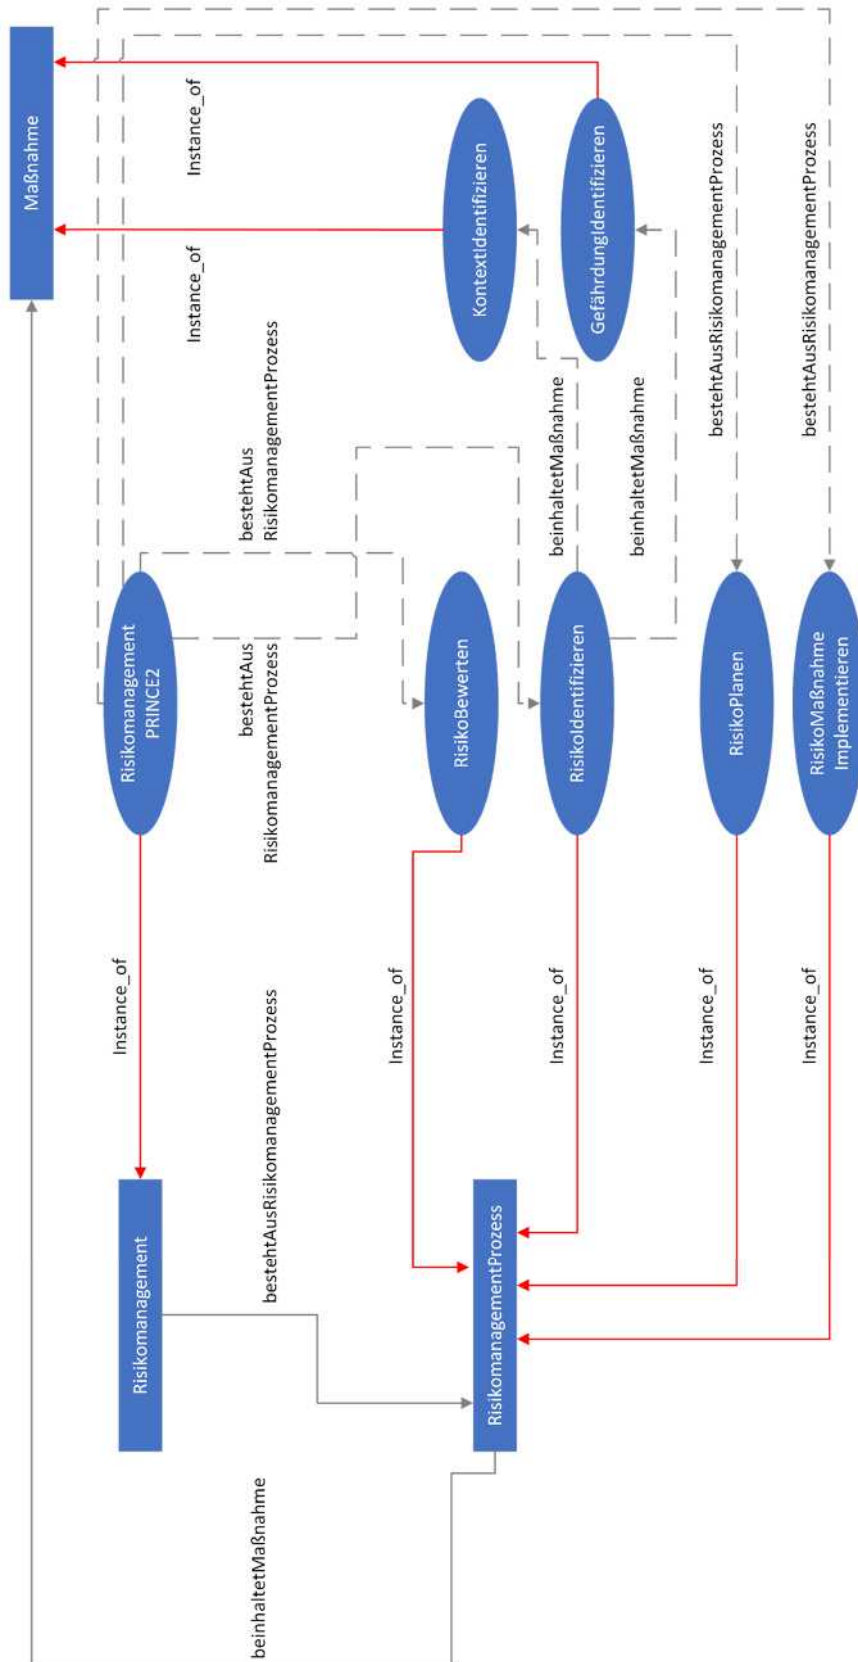 Maßnahme
Instance_of
Risikomanagement
Risikomanagement
PRINCE2
Instance_of
Instance_of
beinhaltetMaßnahme
bestehtAusRisikomanagementProzess
bestehtAus
RisikomanagementProzess
bestehtAus
RisikomanagementProzess
Instance_of
RisikoBewerten
KontextIdentifizieren
RisikomanagementProzess
Instance_of
beinhaltetMaßnahme
RisikoIdentifizieren
GefährdungIdentifizieren
beinhaltetMaßnahme
Instance_of
bestehtAusRisikomanagementProzess
RisikoPlanen
Instance_of
bestehtAusRisikomanagementProzess
RisikoMaßnahme
Implementieren